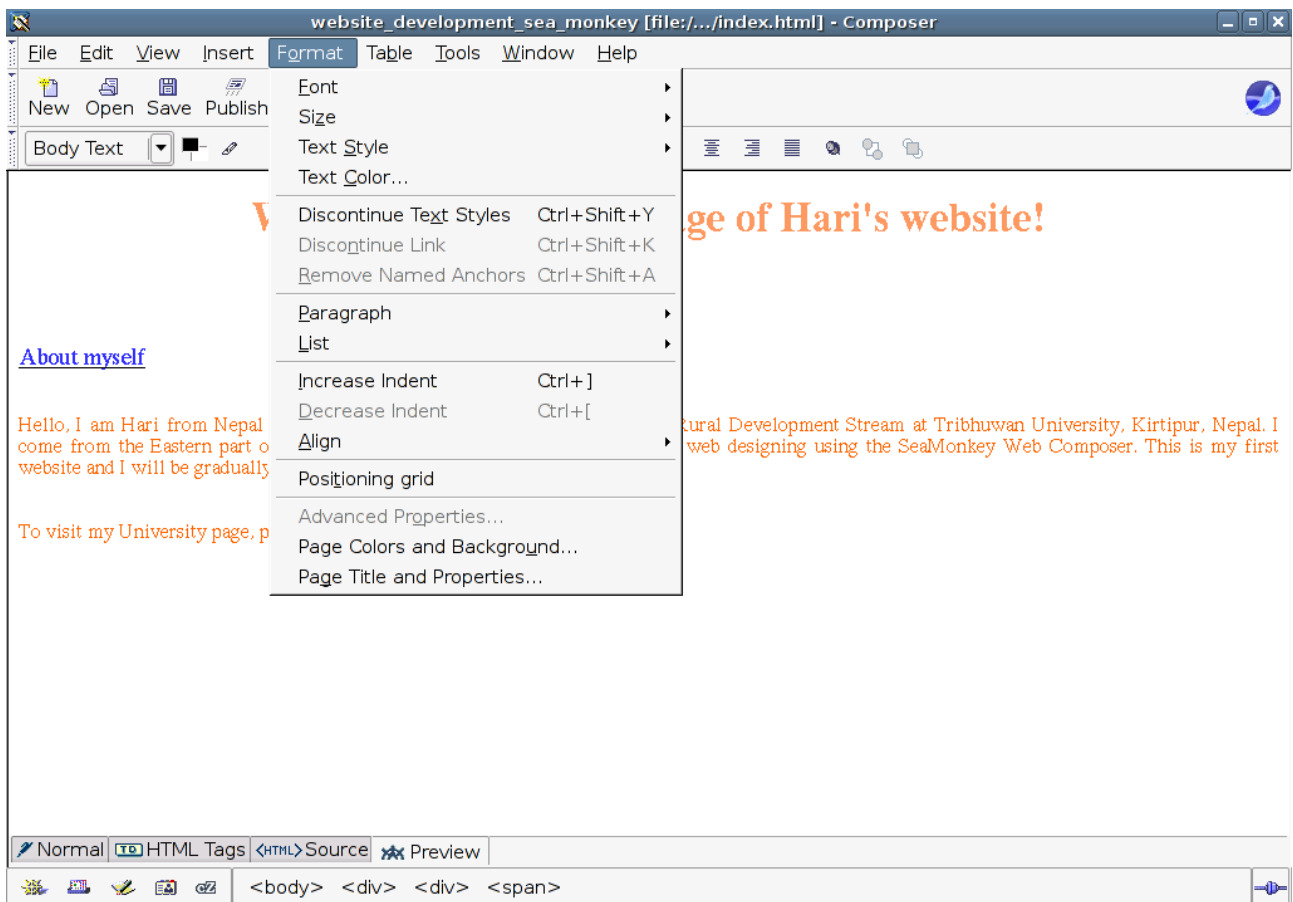 website_development_sea_monkey [file:/.../index.html] - Composer
File Edit View Insert Format Table Tools Window Help
New Open Save Publish
Body Text
Font
Size
Text Style
Text Color...
Discontinue Text Styles Ctrl+Shift+Y
Discontinue Link Ctrl+Shift+K
Remove Named Anchors Ctrl+Shift+A
Paragraph
List
Increase Indent Ctrl+]
Decrease Indent Ctrl+[
Align
Positioning grid
Advanced Properties...
Page Colors and Background...
Page Title and Properties...
of Hari's website!
About myself
Hello, I am Hari from Nepal Development Stream at Tribhuwan University, Kirtipur, Nepal. I
come from the Eastern part web designing using the SeaMonkey Web Composer. This is my first
website and I will be gradually
To visit my University page,
Normal HTML Tags <HTML> Source Preview
<body> <div> <div> <span>